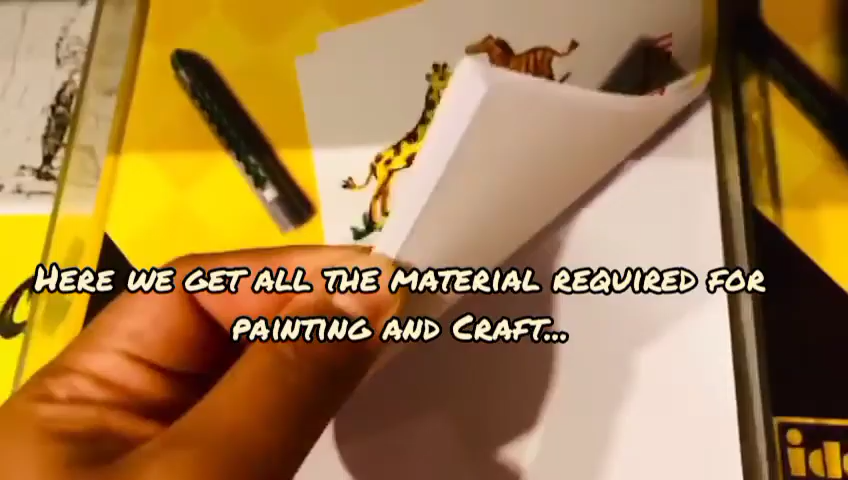 Here we get all the material required for
painting and Craft...